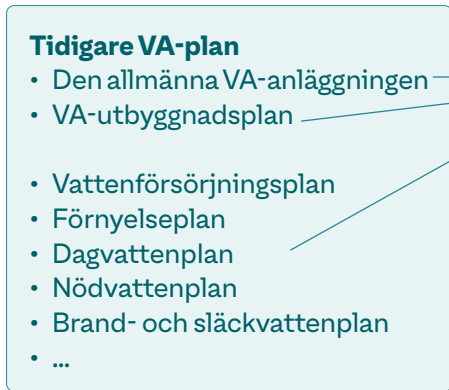 Tidigare VA-plan
• Den allmänna VA-anläggningen
• VA-utbyggnadsplan
• Vattenförsörjningsplan
• Förnyelseplan
• Dagvattenplan
• Nödvattenplan
• Brand- och släckvattenplan
• ...